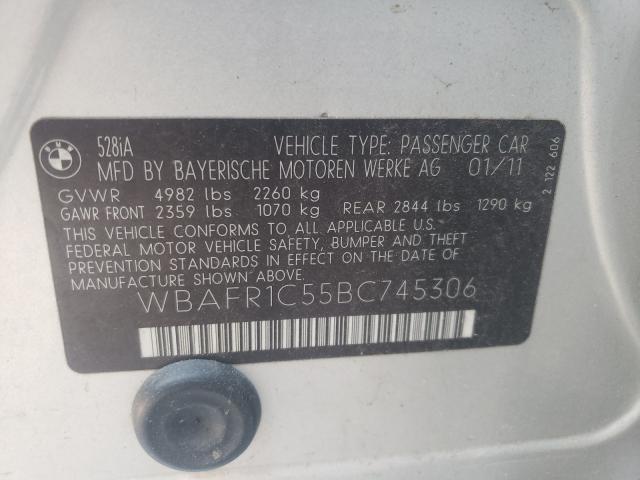 BMW
528iA VEHICLE TYPE: PASSENGER CAR
MFD BY BAYERISCHE MOTOREN WERKE AG 01/11
GVWR 4982 lbs 2260 kg
GAWR FRONT 2359 lbs 1070 kg REAR 2844 lbs 1290 kg
THIS VEHICLE CONFORMS TO ALL APPLICABLE U.S.
FEDERAL MOTOR VEHICLE SAFETY, BUMPER AND THEFT
PREVENTION STANDARDS IN EFFECT ON THE DATE OF
MANUFACTURE SHOWN ABOVE.
WBAFR1C55BC745306
2 122 606